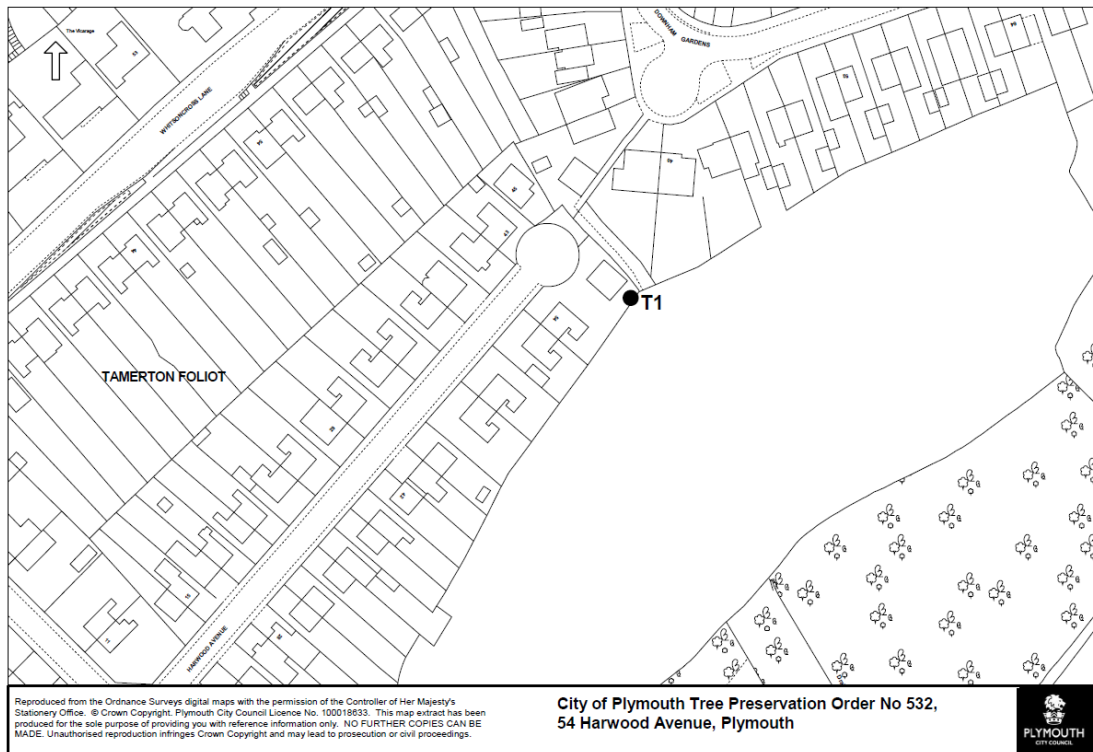 The Vicarage
WHITSONCROSS LANE
DOWNHAM
GARDENS
T1
TAMERTON FOLIOT
HARWOOD AVENUE
Reproduced from the Ordnance Surveys digital maps with the permission of the Controller of Her Majesty's
Stationery Office. © Crown Copyright. Plymouth City Council Licence No. 100018633. This map extract has been
produced for the sole purpose of providing you with reference information only. NO FURTHER COPIES CAN BE
MADE. Unauthorised reproduction infringes Crown Copyright and may lead to prosecution or civil proceedings.
City of Plymouth Tree Preservation Order No 532,
54 Harwood Avenue, Plymouth
PLYMOUTH
CITY COUNCIL